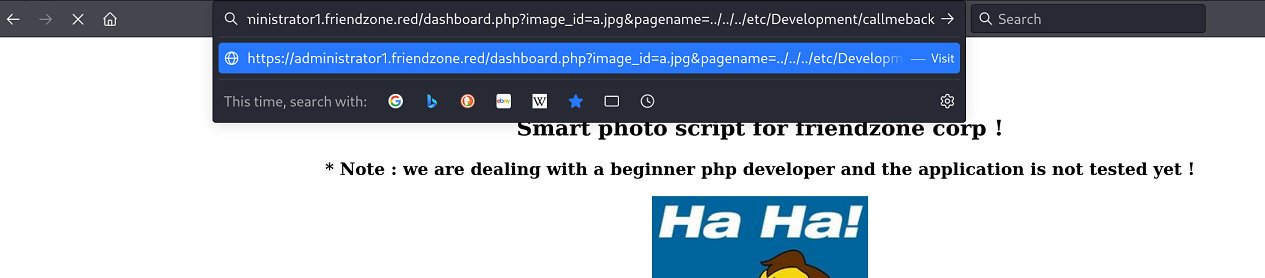 ninistrator1.friendzone.red/dashboard.php?image_id=a.jpg&pagename=../../../etc/Development/callmeback
Search
https://administrator1.friendzone.red/dashboard.php?image_id=a.jpg&pagename=../../../etc/Developm — Visit
This time, search with:
ebay
W
Smart photo script for friendzone corp !
* Note : we are dealing with a beginner php developer and the application is not tested yet !
Ha Ha!